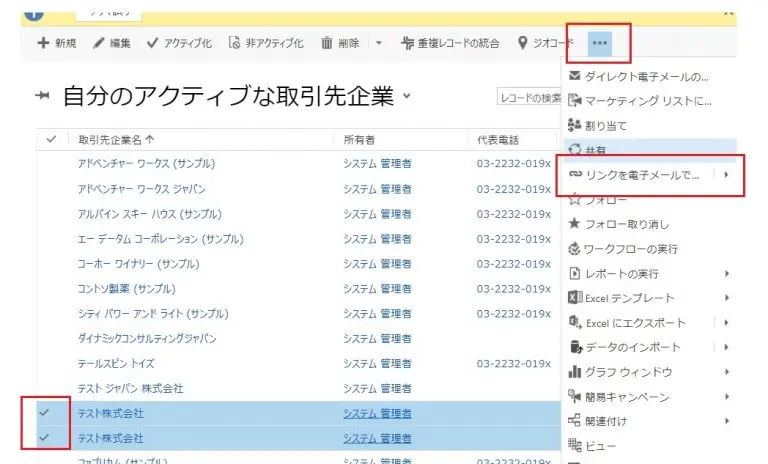 新規 編集 アクティブ化 非アクティブ化 削除 重複レコードの統合 ジオコード ...
ダイレクト電子メールの...
自分のアクティブな取引先企業
レコードの検索
マーケティング リストに...
割り当て
共有
リンクを電子メールで...
フォロー
フォロー取り消し
ワークフローの実行
レポートの実行
Excel テンプレート
Excel にエクスポート
データのインポート
グラフ ウィンドウ
簡易キャンペーン
関連付け
ビュー
取引先企業名 所有者 代表電話
アドベンチャー ワークス (サンプル) システム 管理者 03-2232-019x
アドベンチャー ワークス ジャパン システム 管理者 03-2232-019x
アルパイン スキー ハウス (サンプル) システム 管理者 03-2232-019x
エー データム コーポレーション (サンプル) システム 管理者 03-2232-019x
コーホー ワイナリー (サンプル) システム 管理者 03-2232-019x
コントソ製薬 (サンプル) システム 管理者 03-2232-019x
シティ パワー アンド ライト (サンプル) システム 管理者 03-2232-019x
ダイナミックコンサルティングジャパン システム 管理者
テールスピン トイズ システム 管理者 03-2232-019x
テスト ジャパン 株式会社 システム 管理者
テスト株式会社 システム 管理者
テスト株式会社 システム 管理者
ファブリカム (サンプル) システム 管理者 03-2232-019x